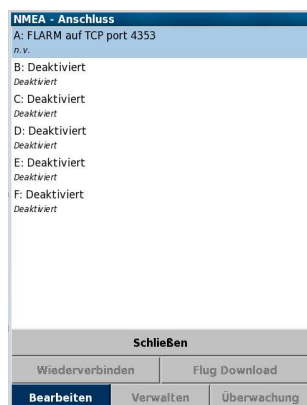 NMEA - Anschluss
A: FLARM auf TCP port 4353
n.v.
B: Deaktiviert
Deaktiviert
C: Deaktiviert
Deaktiviert
D: Deaktiviert
Deaktiviert
E: Deaktiviert
Deaktiviert
F: Deaktiviert
Deaktiviert
Schließen
Wiederverbinden
Flug Download
Bearbeiten
Verwalten
Überwachung